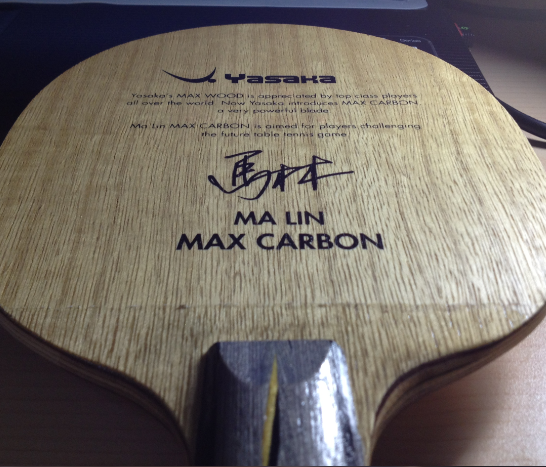 Yasaka
Yasaka's MAX WOOD is appreciated by top class players
all over the world. Now Yasaka introduces MAX CARBON
a very powerful blade.
Ma Lin MAX CARBON is aimed for players challenging
the future table tennis game.
馬林
MA LIN
MAX CARBON